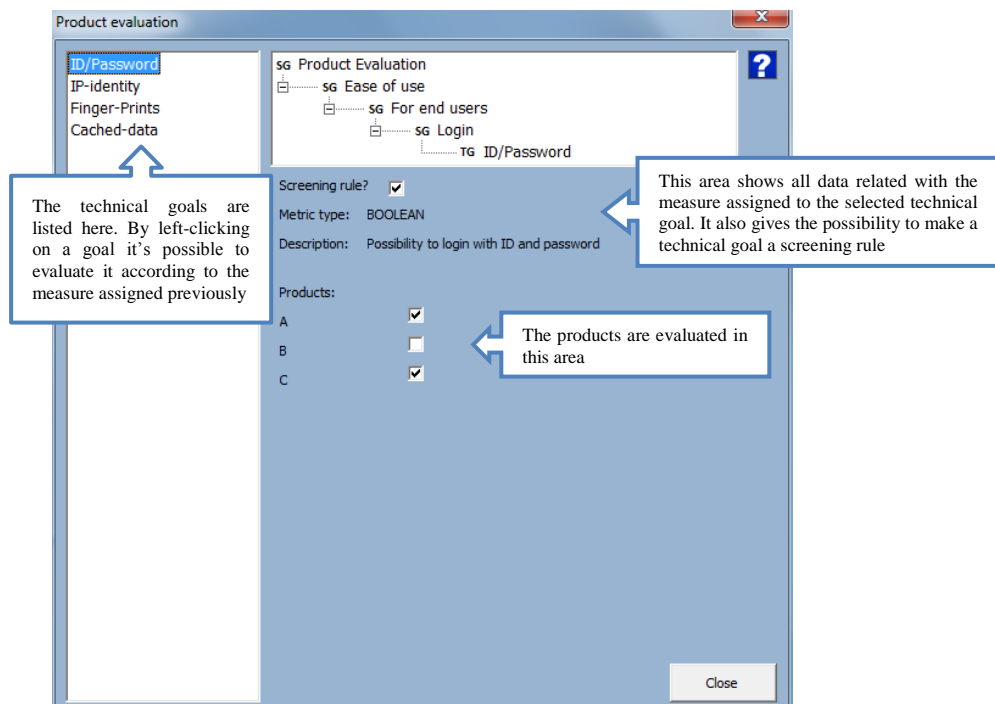 Product evaluation
x
ID/Password
IP-identity
Finger-Prints
Cached-data
SG Product Evaluation
SG Ease of use
SG For end users
SG Login
TG ID/Password
?
The technical goals are
listed here. By left-clicking
on a goal it's possible to
evaluate it according to the
measure assigned previously
Screening rule?
Metric type: BOOLEAN
Description: Possibility to login with ID and password
This area shows all data related with the
measure assigned to the selected technical
goal. It also gives the possibility to make a
technical goal a screening rule
Products:
A
B
C
The products are evaluated in
this area
Close